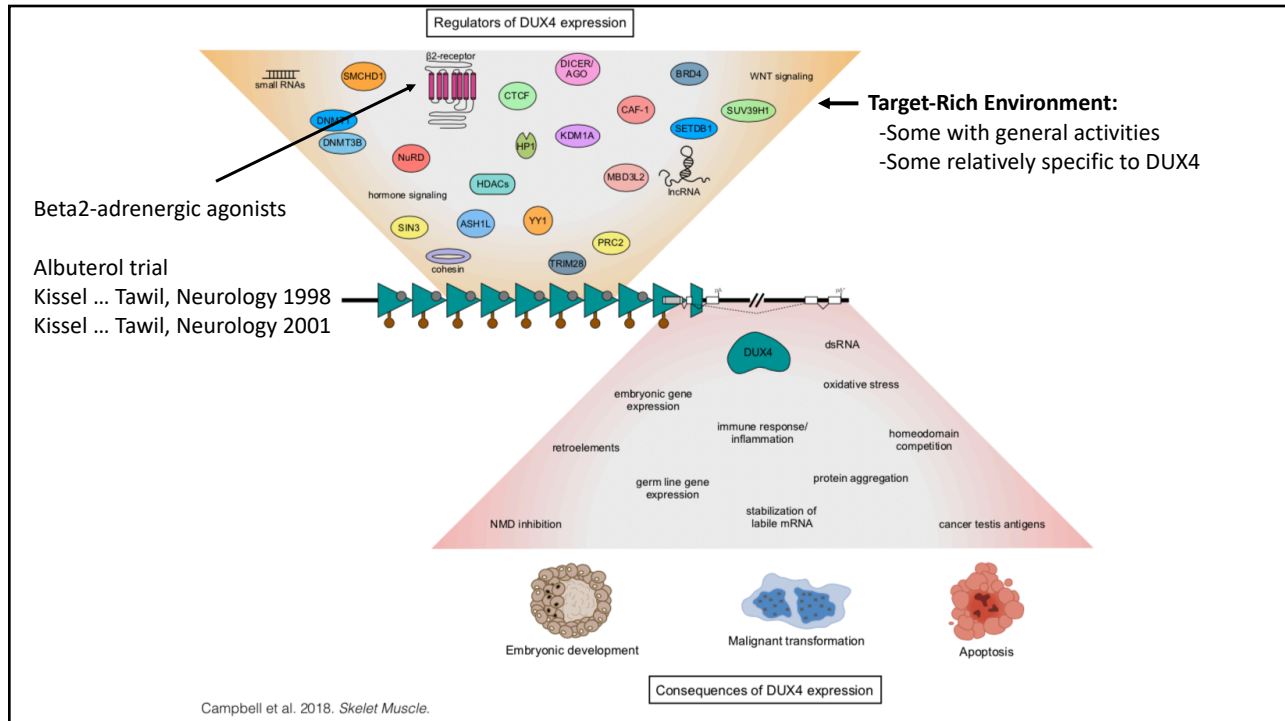 Regulators of DUX4 expression
β2-receptor
small RNAs
SMCHD1
DICER/
AGO
BRD4
WNT signaling
CTCF
CAF-1
SUV39H1
DNMT1
DNMT3B
SETDB1
KDM1A
HP1
NuRD
MBD3L2
lncRNA
HDACs
hormone signaling
SIN3
ASH1L
YY1
PRC2
cohesin
TRIM28
Target-Rich Environment:
-Some with general activities
-Some relatively specific to DUX4
Beta2-adrenergic agonists
Albuterol trial
Kissel ... Tawil, Neurology 1998
Kissel ... Tawil, Neurology 2001
//
DUX4
dsRNA
oxidative stress
embryonic gene
expression
immune response/
inflammation
homeodomain
competition
retroelements
protein aggregation
germ line gene
expression
stabilization of
labile mRNA
NMD inhibition
cancer testis antigens
Embryonic development
Malignant transformation
Apoptosis
Consequences of DUX4 expression
Campbell et al. 2018. Skelet Muscle.